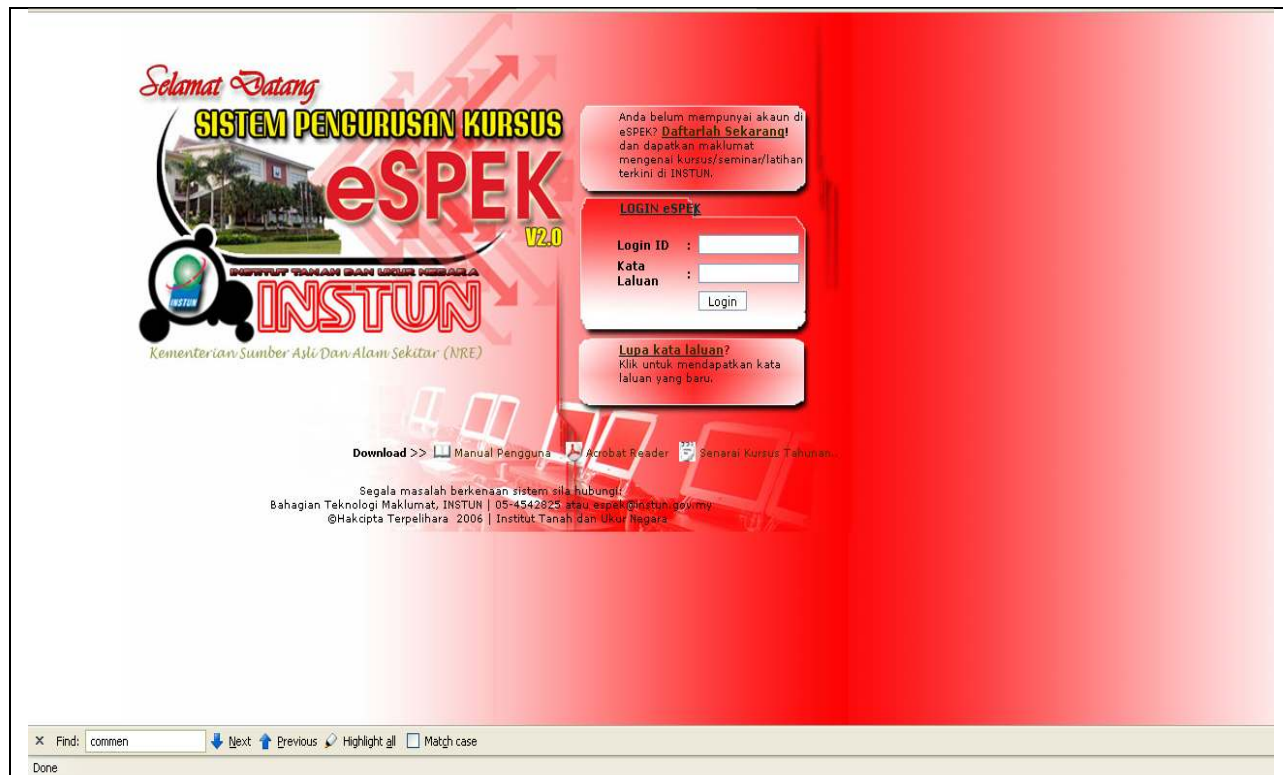 Selamat Datang
SISTEM PENGURUSAN KURSUS
eSPEK
V2.0
INSTITUT TANAH DAN UKUR NEGARA
INSTUN
INSTUN
Kementerian Sumber Asli Dan Alam Sekitar (NRE)
Anda belum mempunyai akaun di
eSPEK? Daftarlah Sekarang!
dan dapatkan maklumat
mengenai kursus/seminar/latihan
terkini di INSTUN.
LOGIN eSPEK
Login ID :
Kata
Laluan :
Login
Lupa kata laluan?
Klik untuk mendapatkan kata
laluan yang baru.
Download >> Manual Pengguna Acrobat Reader Senarai Kursus Tahunan..
Segala masalah berkenaan sistem sila hubungi:
Bahagian Teknologi Maklumat, INSTUN | 05-4542825 atau espek@instun.gov.my
©Hakcipta Terpelihara 2006 | Institut Tanah dan Ukur Negara
Find: commen Next Previous Highlight all Match case
Done